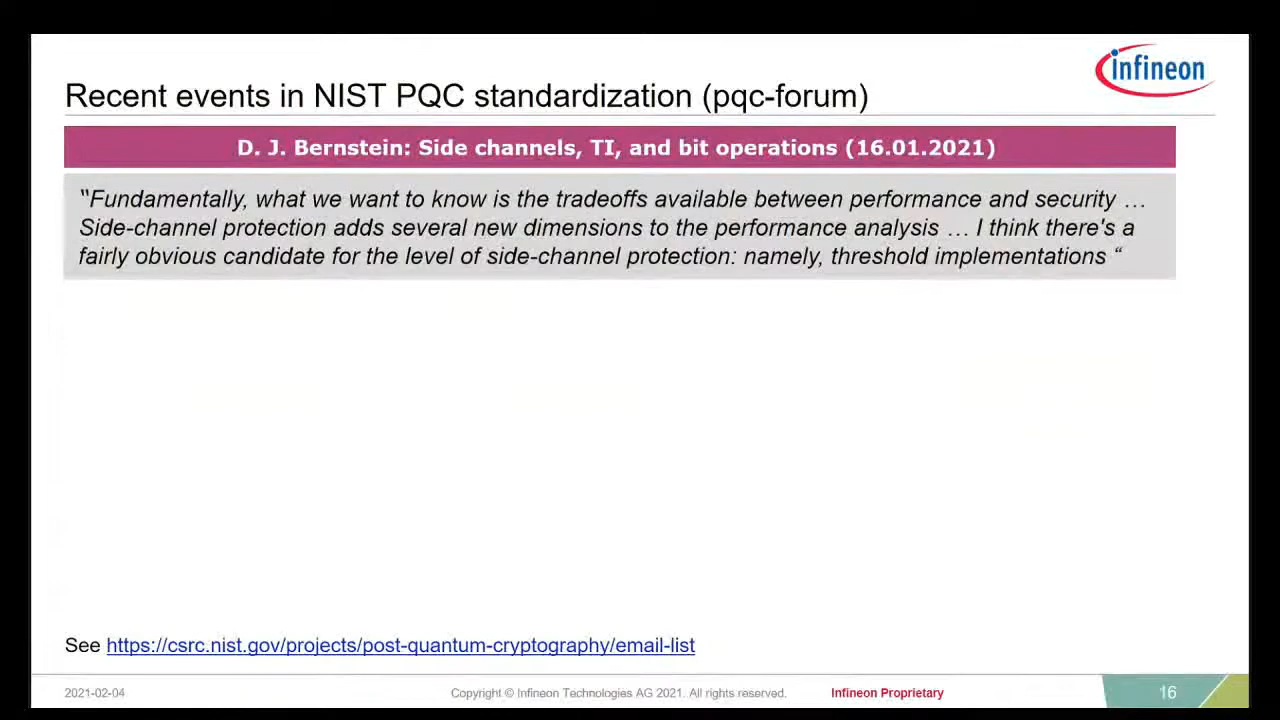 infineon
Recent events in NIST PQC standardization (pqc-forum)
D. J. Bernstein: Side channels, TI, and bit operations (16.01.2021)
“Fundamentally, what we want to know is the tradeoffs available between performance and security …
Side-channel protection adds several new dimensions to the performance analysis … I think there's a
fairly obvious candidate for the level of side-channel protection: namely, threshold implementations “
See https://csrc.nist.gov/projects/post-quantum-cryptography/email-list
2021-02-04
Copyright © Infineon Technologies AG 2021. All rights reserved.
Infineon Proprietary
16